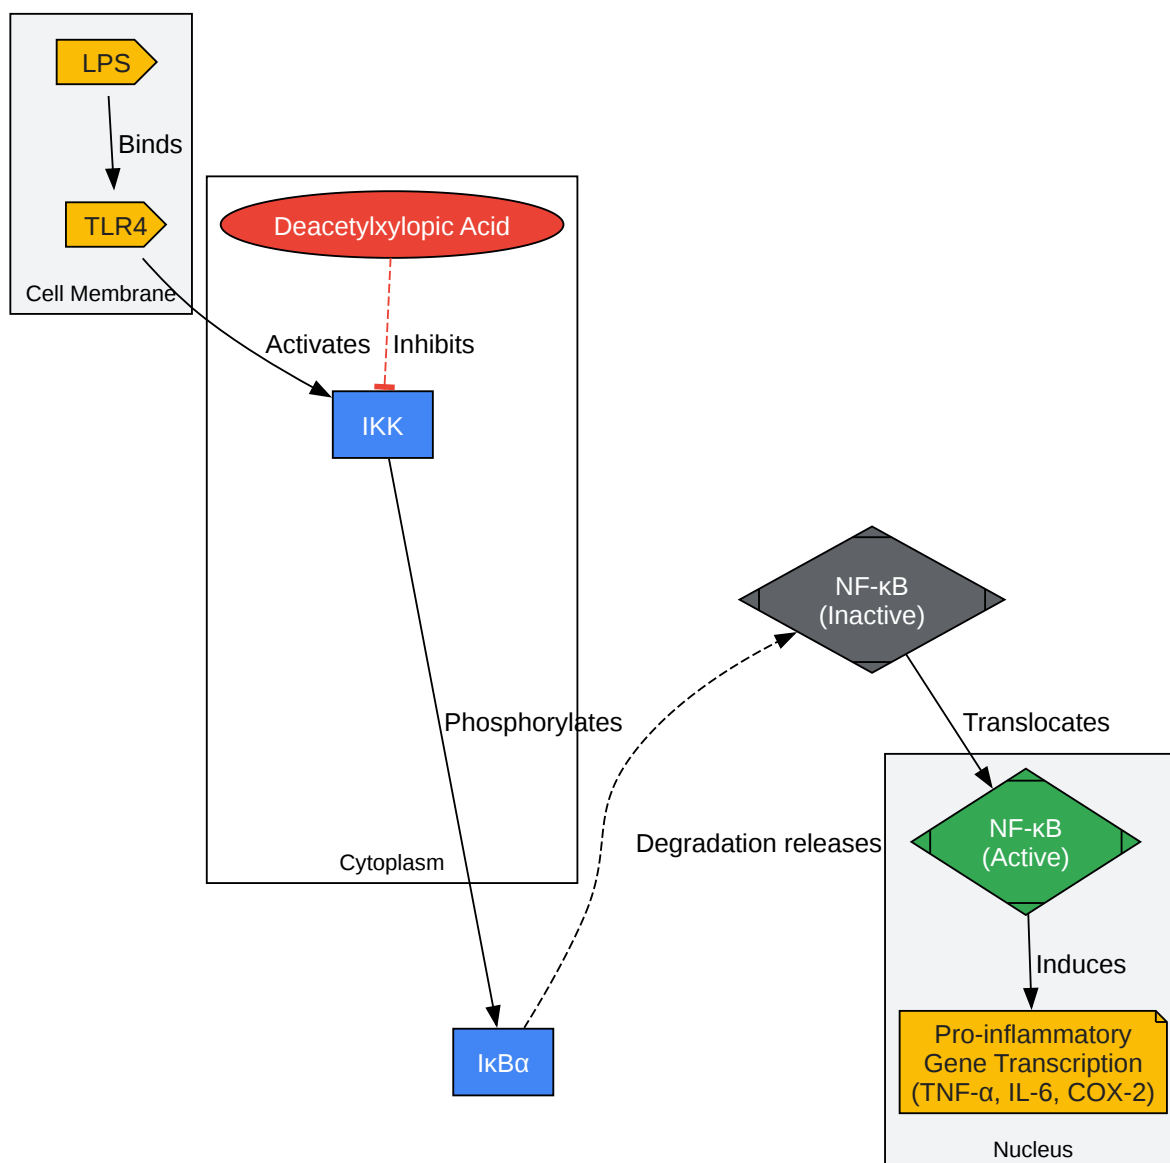 LPS
Binds
TLR4
Cell Membrane
Deacetylxylopic Acid
Activates
Inhibits
IKK
NF-κB
(Inactive)
Phosphorylates
Translocates
Degradation releases
NF-κB
(Active)
Cytoplasm
Induces
IκBα
Pro-inflammatory
Gene Transcription
(TNF-α, IL-6, COX-2)
Nucleus